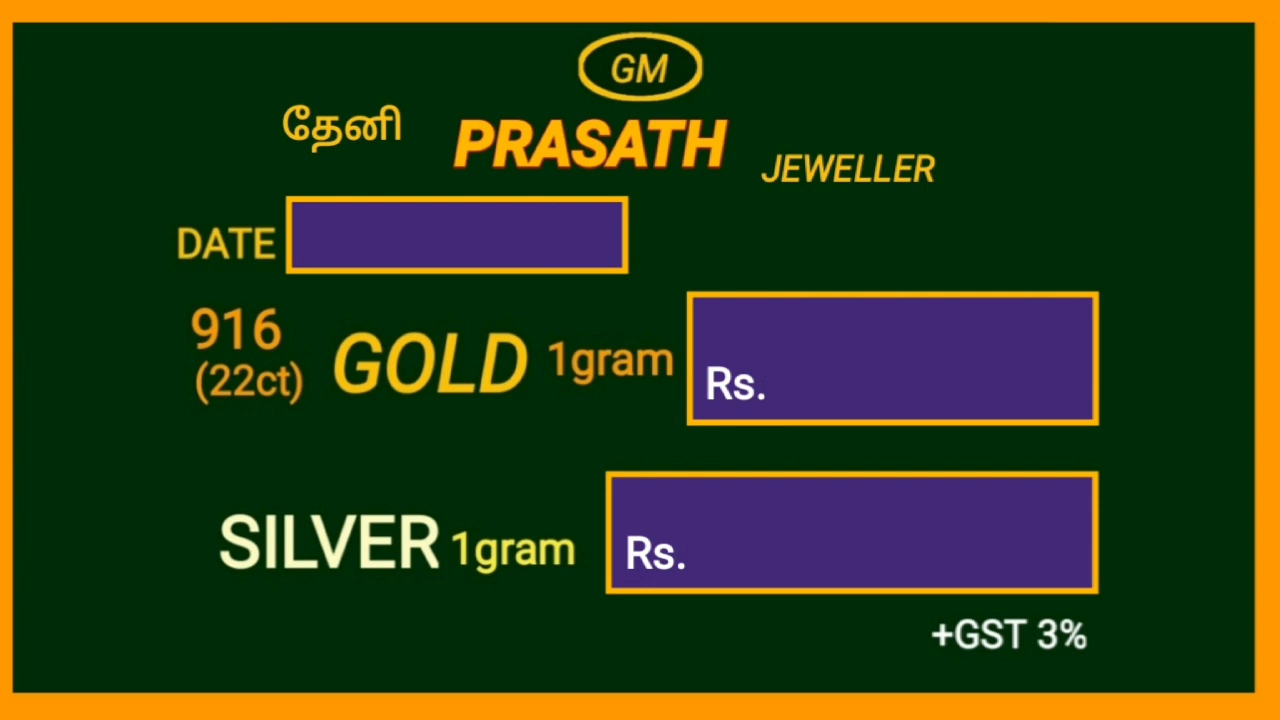 GM
தேனி PRASATH JEWELLER
DATE
916 (22ct) GOLD 1gram Rs.
SILVER 1gram Rs.
+GST 3%